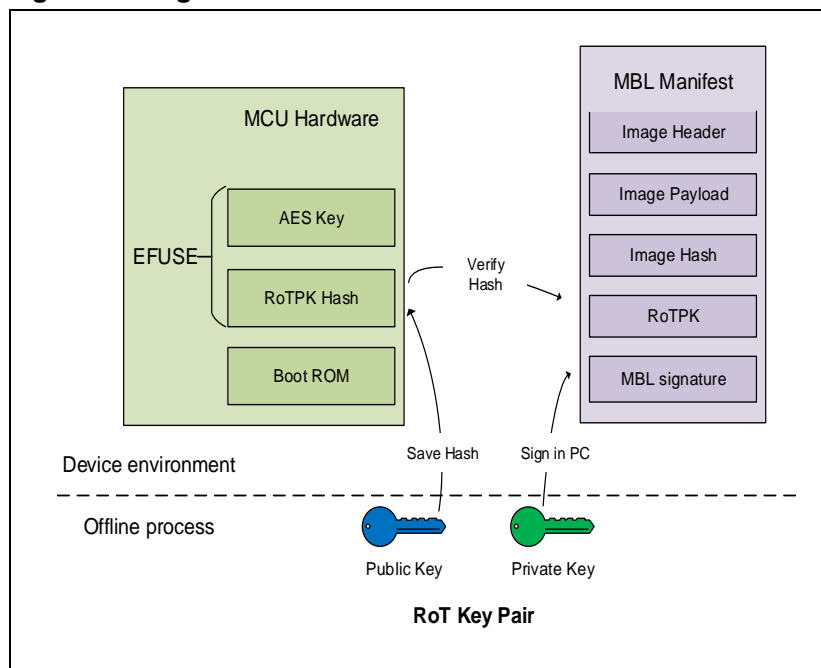 MCU Hardware
EFUSE
AES Key
RoTPK Hash
Boot ROM
Verify
Hash
MBL Manifest
Image Header
Image Payload
Image Hash
RoTPK
MBL signature
Save Hash
Sign in PC
Device environment
Offline process
Public Key
Private Key
RoT Key Pair